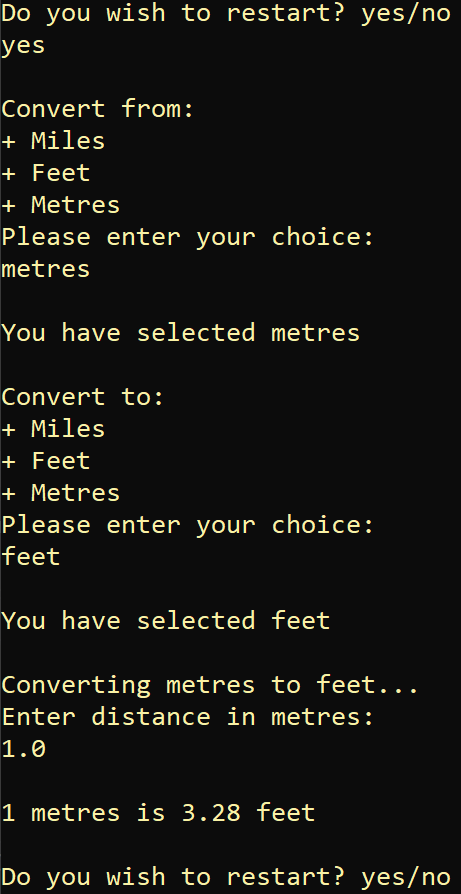 Do you wish to restart? yes/no
yes
Convert from:
+ Miles
+ Feet
+ Metres
Please enter your choice:
metres
You have selected metres
Convert to:
+ Miles
+ Feet
+ Metres
Please enter your choice:
feet
You have selected feet
Converting metres to feet...
Enter distance in metres:
1.0
1 metres is 3.28 feet
Do you wish to restart? yes/no